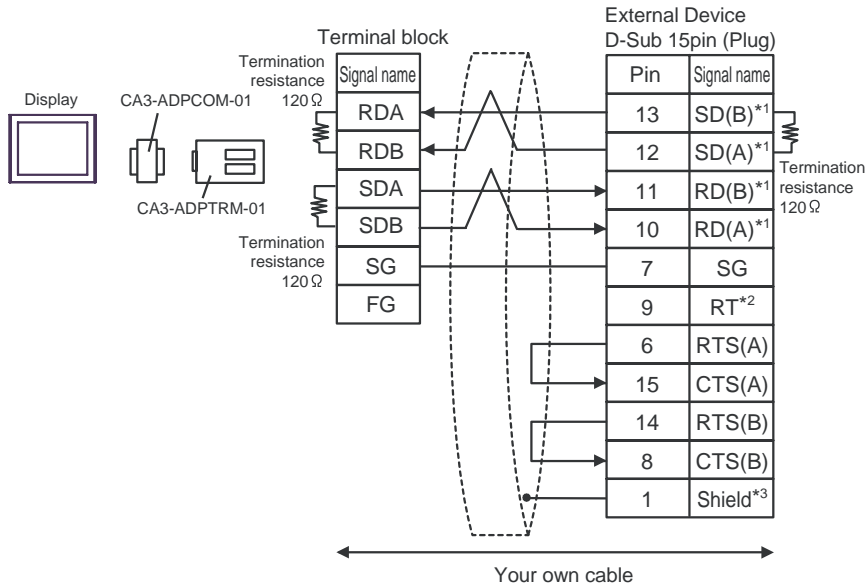 External Device
D-Sub 15pin (Plug)
Terminal block
Termination
resistance
120Ω
Display
CA3-ADPCOM-01
CA3-ADPTRM-01
Signal name
RDA
RDB
SDA
SDB
SG
FG
Termination
resistance
120Ω
Pin Signal name
13 SD(B)*1
12 SD(A)*1
11 RD(B)*1
10 RD(A)*1
7 SG
9 RT*2
6 RTS(A)
15 CTS(A)
14 RTS(B)
8 CTS(B)
1 Shield*3
Termination
resistance
120Ω
Your own cable